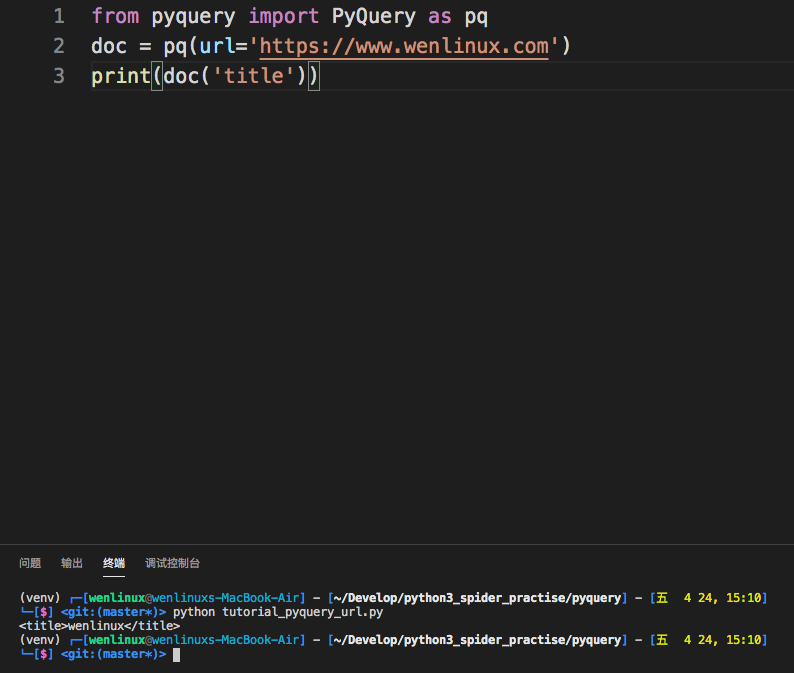 1 from pyquery import PyQuery as pq
2 doc = pq(url='https://www.wenlinux.com')
3 print(doc('title'))
问题 输出 终端 调试控制台
(venv) ┌─[wenlinux@wenlinuxs-MacBook-Air] - [~/Develop/python3_spider_practise/pyquery] - [五  4 24, 15:10]
└─[$] <git:(master*)> python tutorial_pyquery_url.py
<title>wenlinux</title>
(venv) ┌─[wenlinux@wenlinuxs-MacBook-Air] - [~/Develop/python3_spider_practise/pyquery] - [五  4 24, 15:10]
└─[$] <git:(master*)>